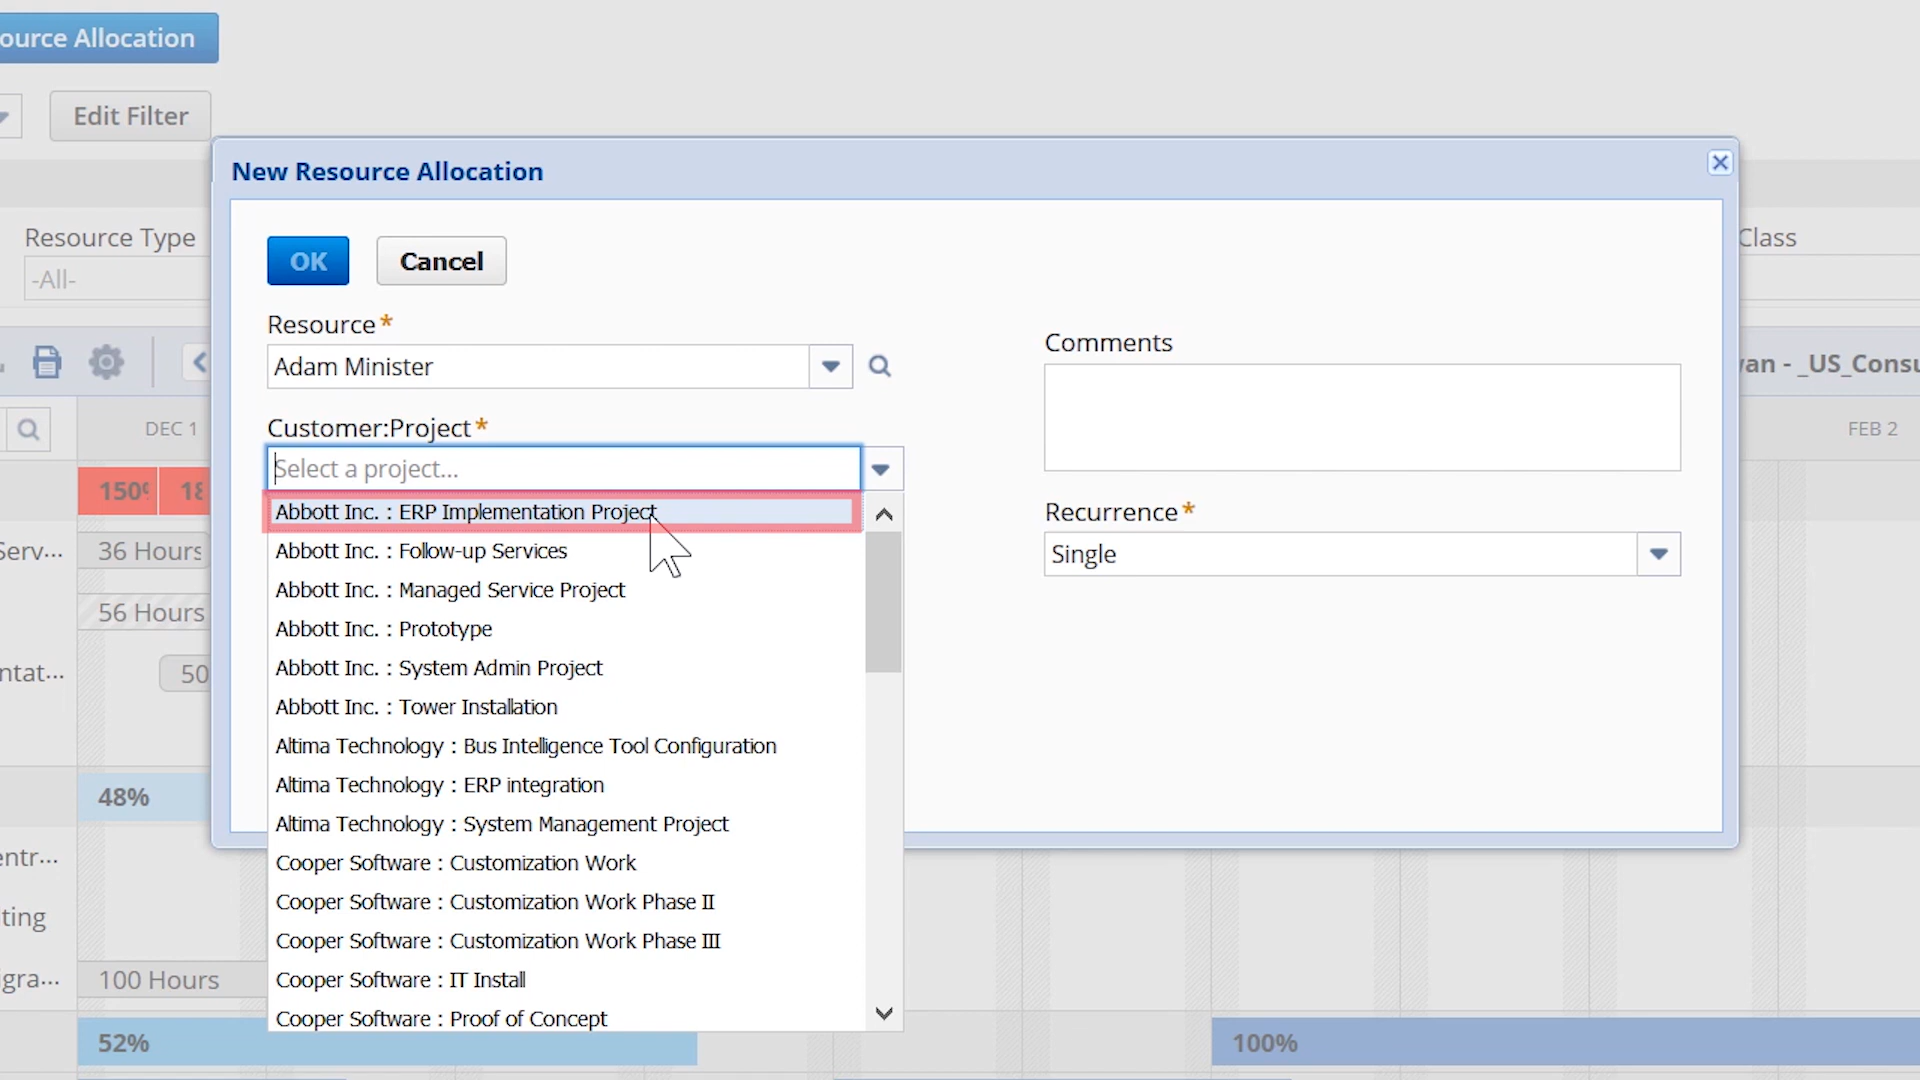 ource Allocation
Edit Filter
New Resource Allocation
Resource Type
-All-
Class
OK
Cancel
Resource*
Adam Minister
Comments
van - _US_Consu
Customer:Project*
DEC 1
FEB 2
Select a project...
150%
18
Abbott Inc. : ERP Implementation Project
Recurrence*
Serv...
36 Hours
Abbott Inc. : Follow-up Services
Single
Abbott Inc. : Managed Service Project
56 Hours
Abbott Inc. : Prototype
ntat...
50
Abbott Inc. : System Admin Project
Abbott Inc. : Tower Installation
Altima Technology : Bus Intelligence Tool Configuration
Altima Technology : ERP integration
48%
Altima Technology : System Management Project
entr...
Cooper Software : Customization Work
ting
Cooper Software : Customization Work Phase II
Cooper Software : Customization Work Phase III
gra...
100 Hours
Cooper Software : IT Install
Cooper Software : Proof of Concept
52%
100%